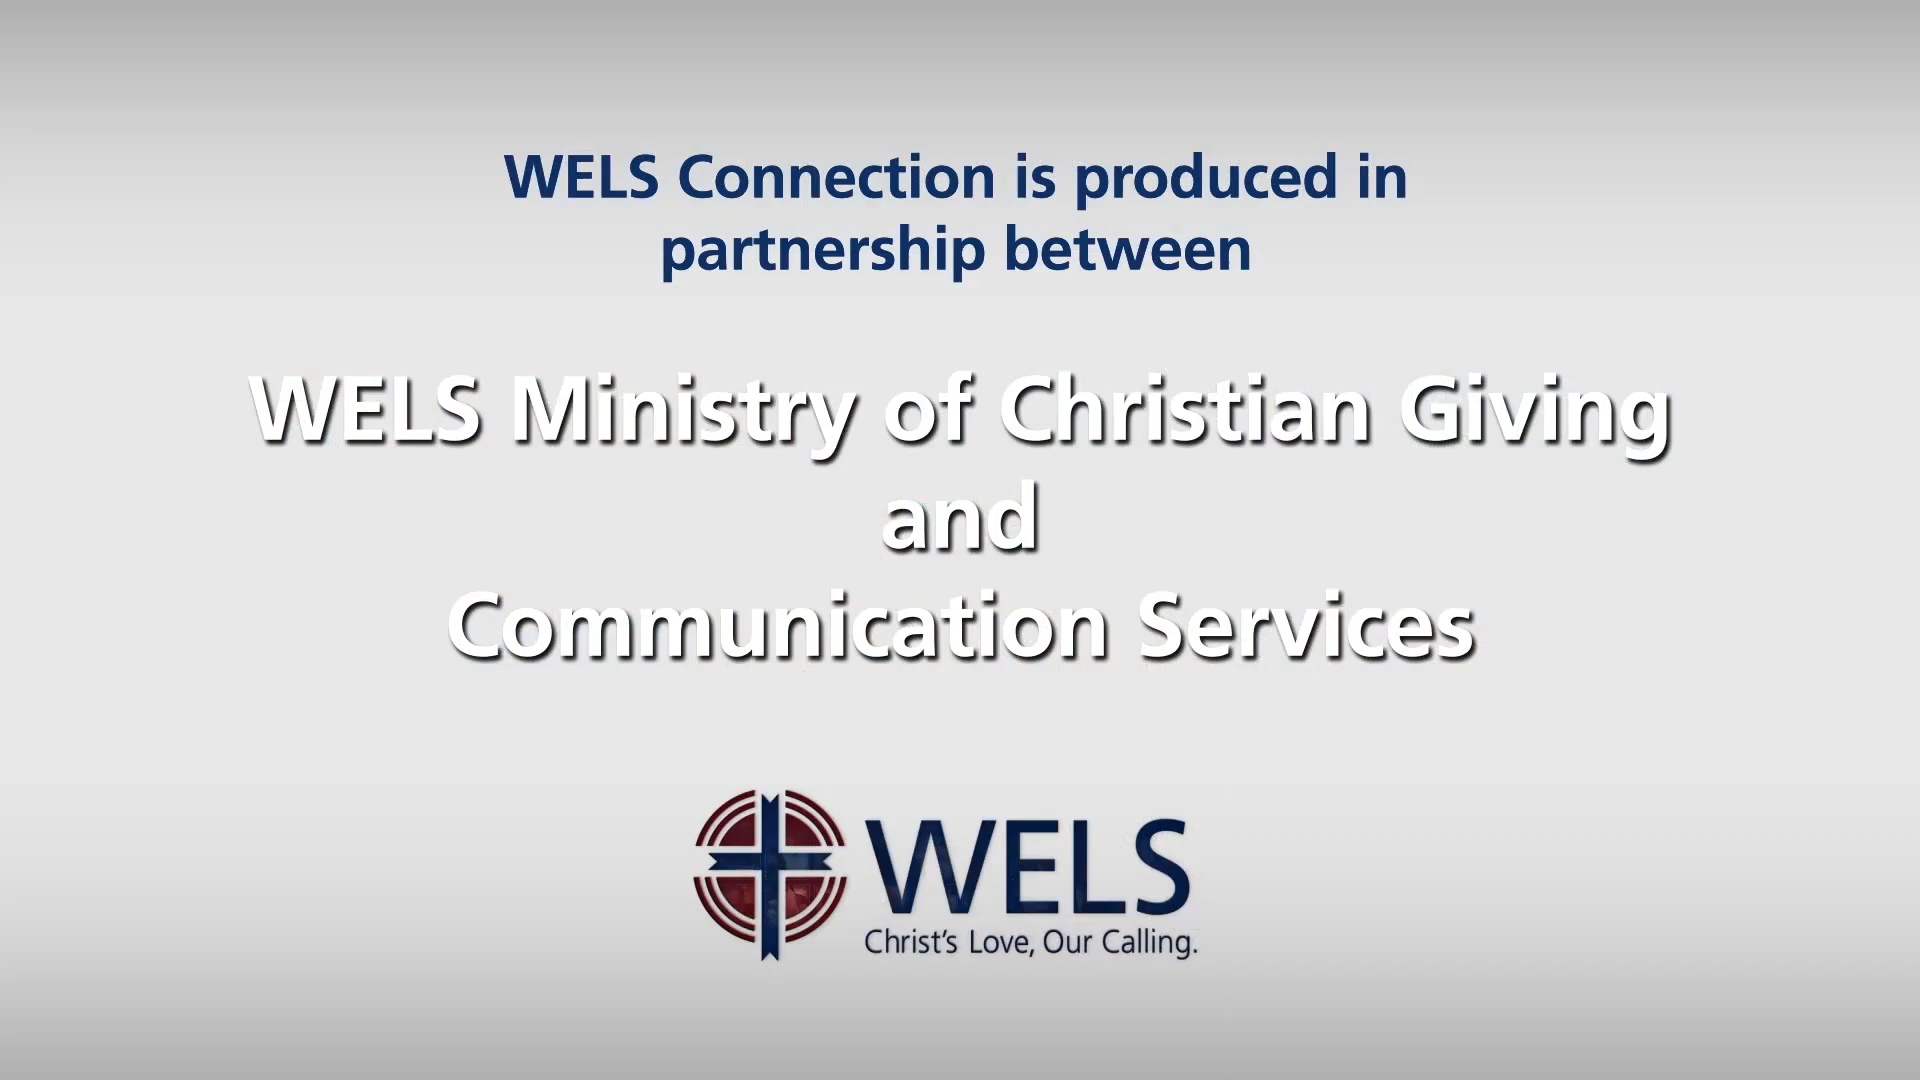 WELS Connection is produced in
partnership between
WELS Ministry of Christian Giving
and
Communication Services
WELS
Christ's Love, Our Calling.